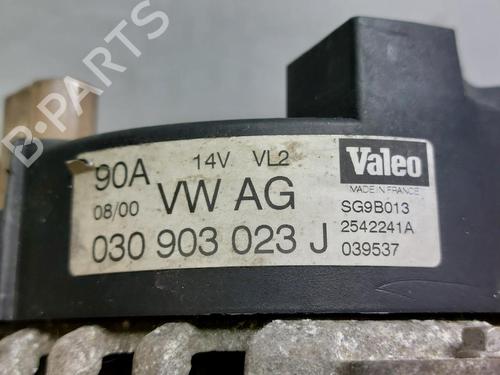 B-PARTS
90A 14V VL2
08/00 VW AG
030 903 023 J
Valeo
MADE IN FRANCE
SG9B013
2542241A
039537